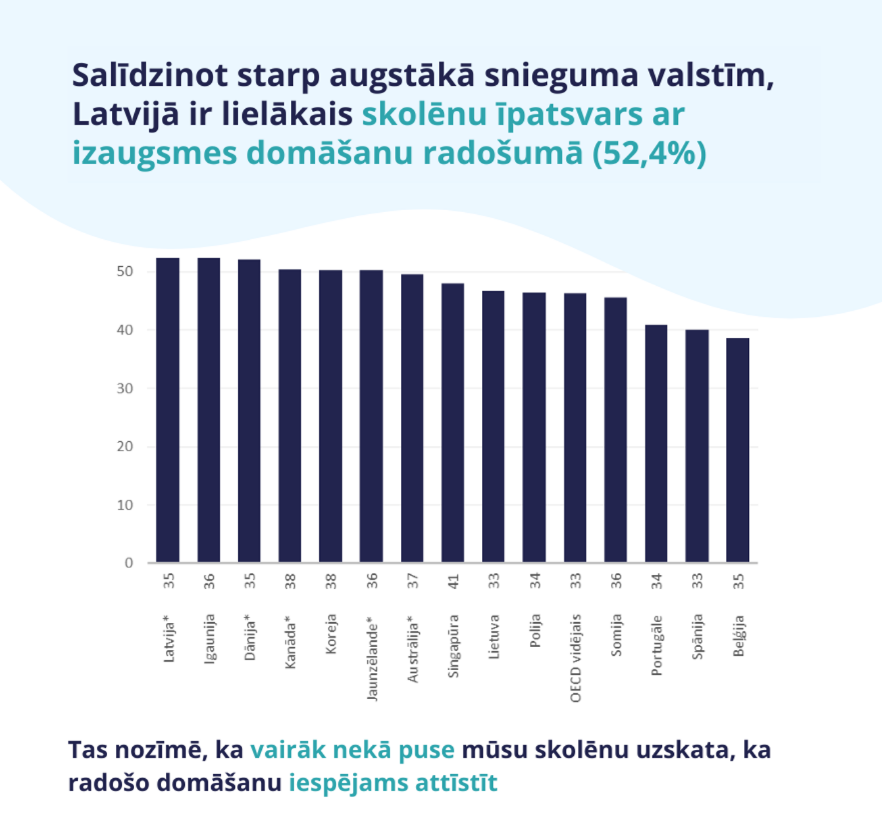 Salīdzinot starp augstākā snieguma valstīm,
Latvijā ir lielākais skolēnu īpatsvars ar
izaugsmes domāšanu radošumā (52,4%)
50
40
30
20
10
0
35 36 35 38 38 36 37 41 33 34 33 36 34 33 35
Latvija* Igaunija Dānija* Kanāda* Koreja Jaunzēlande* Austrālija* Singapūra Lietuva Polija OECD vidējais Somija Portugāle Spānija Beļģija
Tas nozīmē, ka vairāk nekā puse mūsu skolēnu uzskata, ka
radošo domāšanu iespējams attīstīt